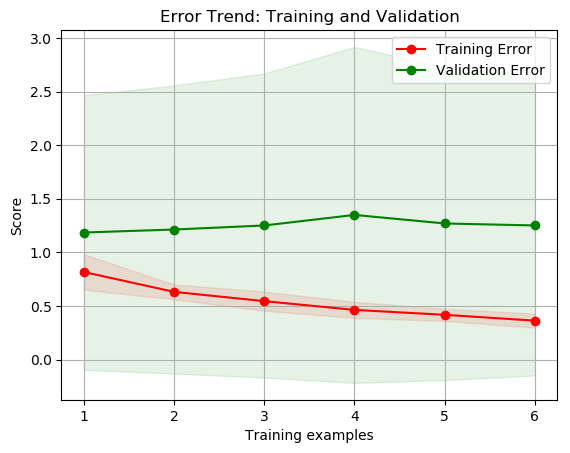 Error Trend: Training and Validation
Training Error
Validation Error
Score
3.0
2.5
2.0
1.5
1.0
0.5
0.0
1 2 3 4 5 6
Training examples